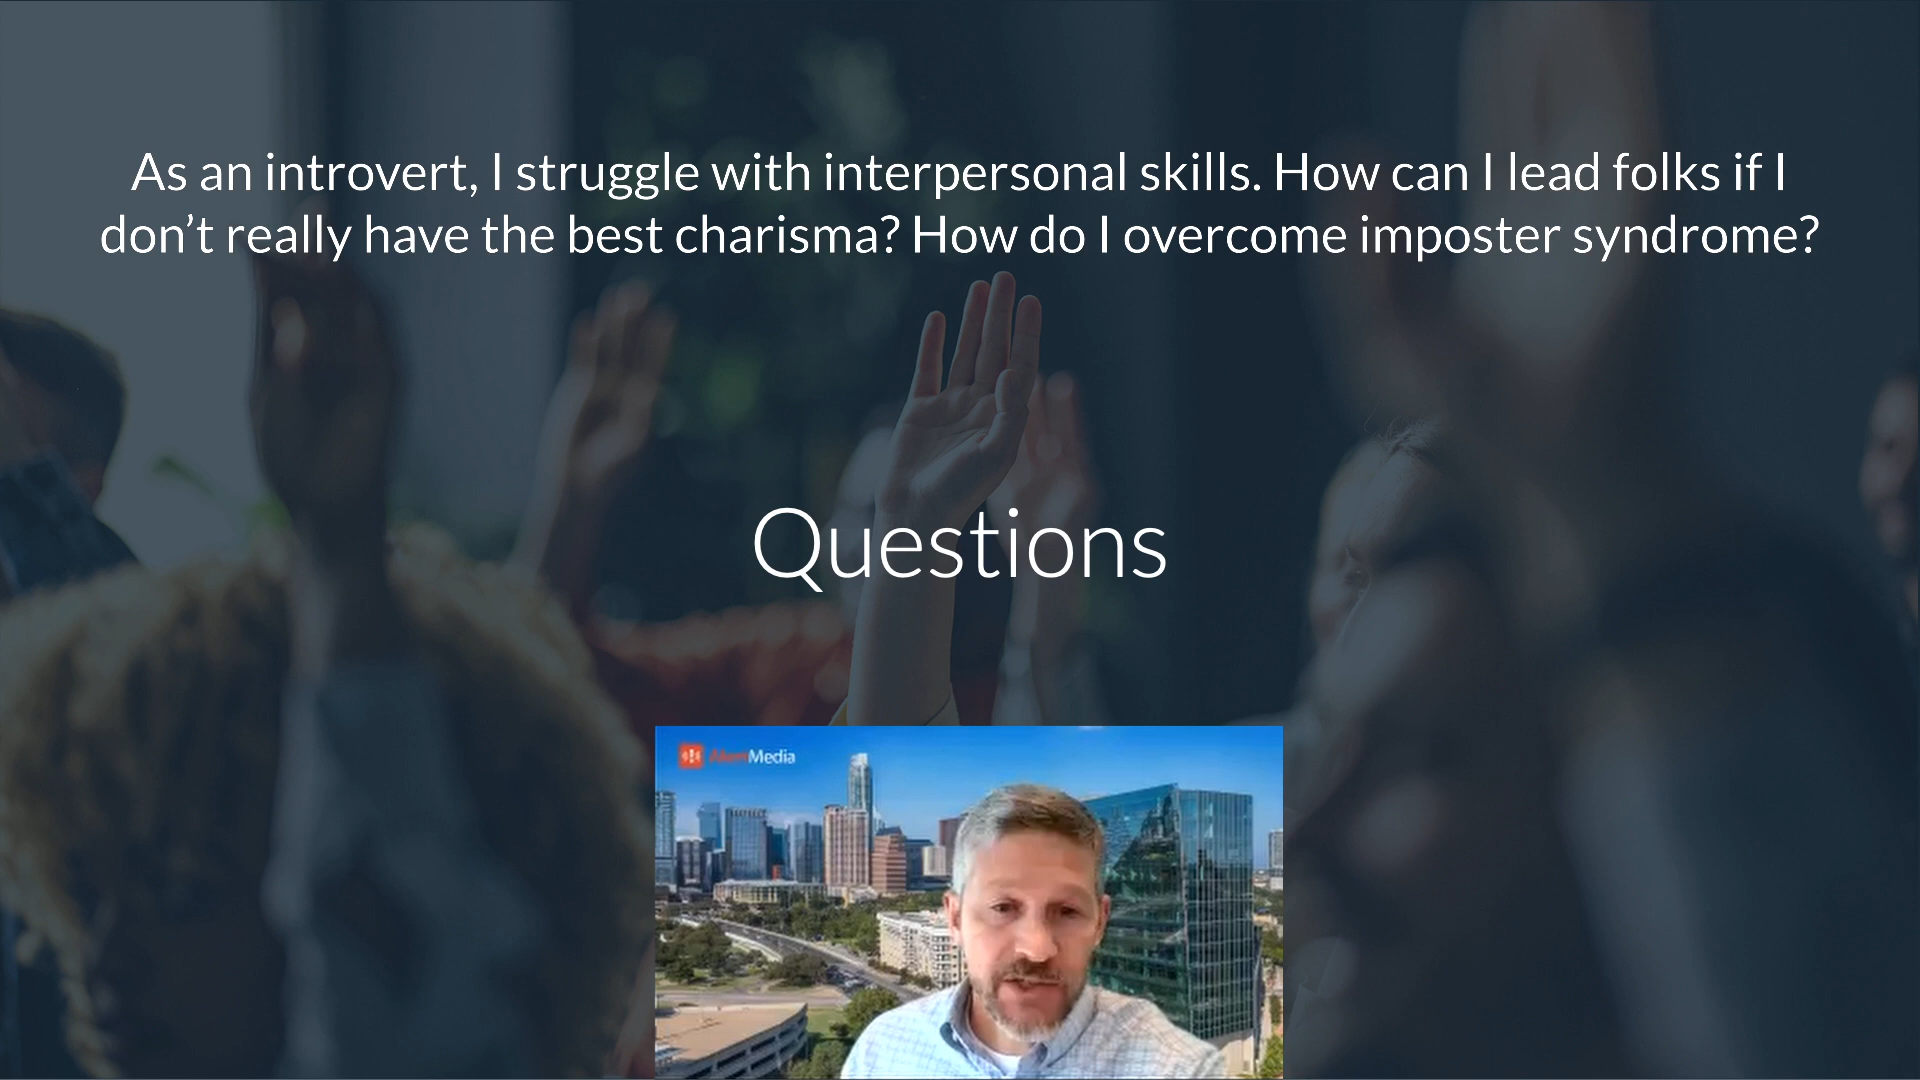 As an introvert, I struggle with interpersonal skills. How can I lead folks if I
don’t really have the best charisma? How do I overcome imposter syndrome?
Questions
AlertMedia